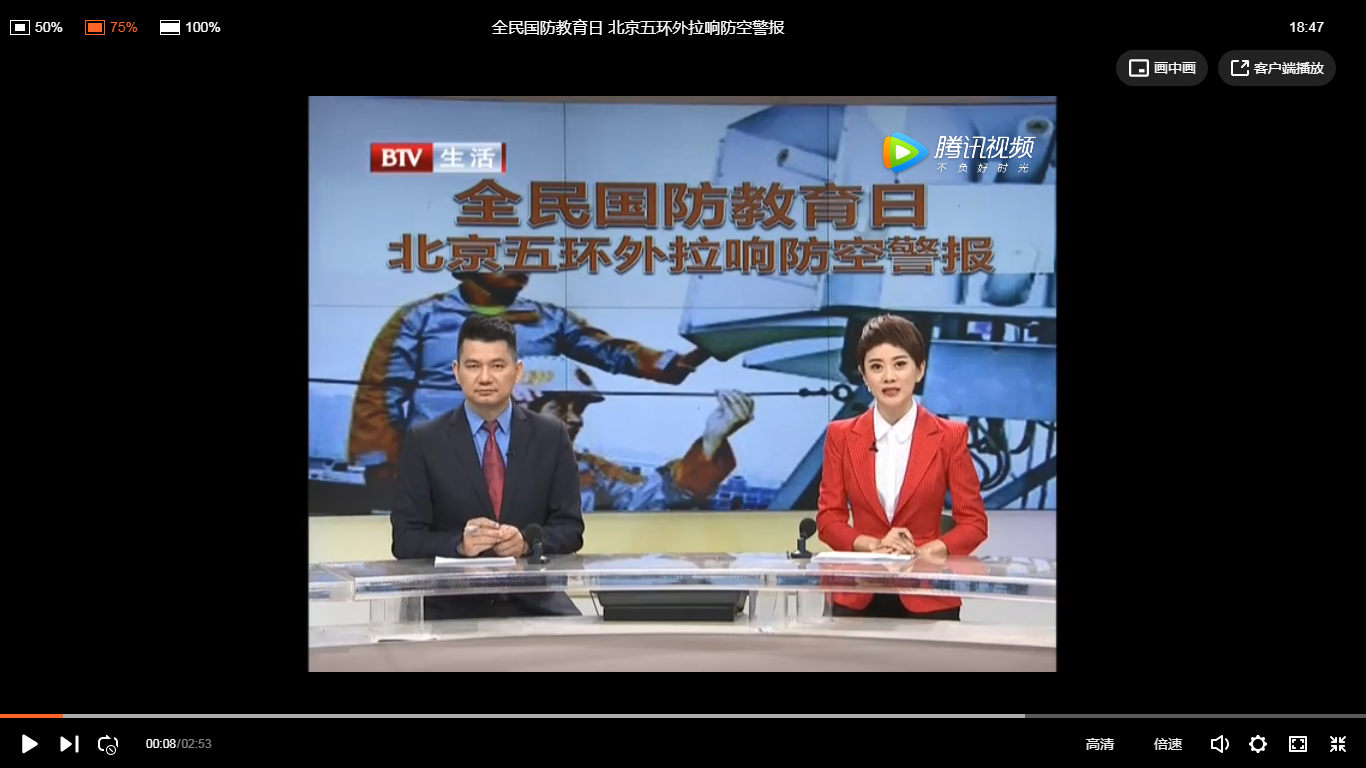 50%
75%
100%
全民国防教育日 北京五环外拉响防空警报
18:47
画中画
客户端播放
BTV 生活
腾讯视频
不负好时光
全民国防教育日
北京五环外拉响防空警报
00:08/02:53
高清
倍速